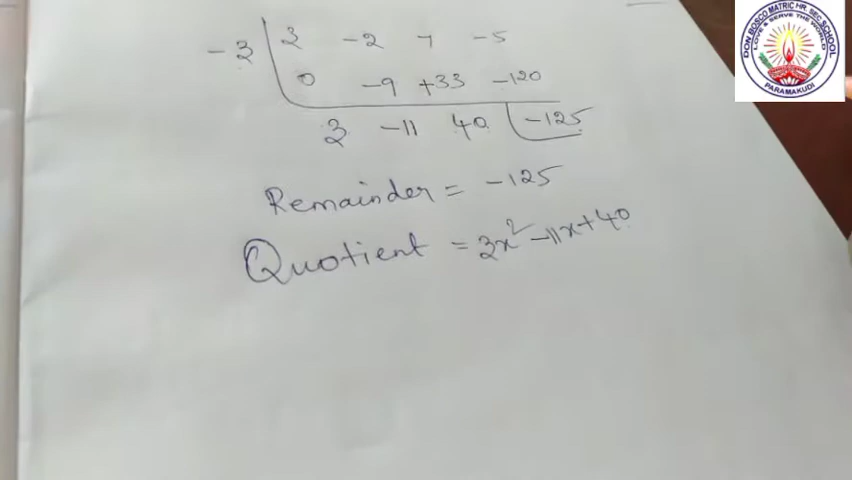 -3 3 -2 7 -5
0 -9 +33 -120
3 -11 40 -125
Remainder = -125
Quotient = 3x² -11x+40
DON BOSCO MATRIC HR. SEC SCHOOL
LOVE & SERVE THE WORLD
PARAMAKUDI